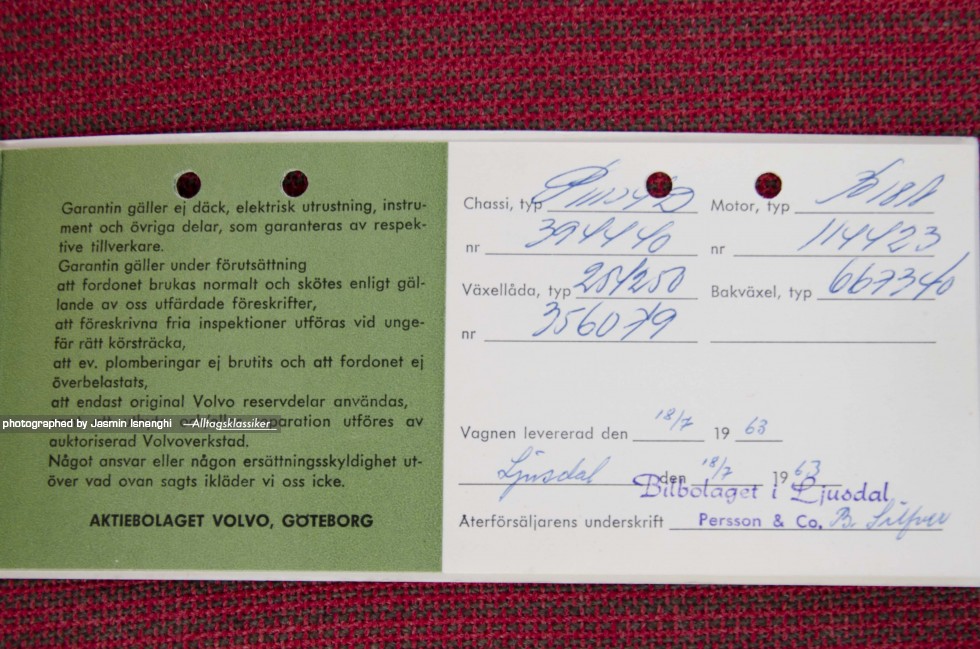 Garantin gäller ej däck, elektrisk utrustning, instru-
ment och övriga delar, som garanteras av respek-
tive tillverkare.
Garantin gäller under förutsättning
att fordonet brukas normalt och skötes enligt gäl-
lande av oss utfärdade föreskrifter,
att föreskrivna fria inspektioner utföras vid unge-
fär rätt körsträcka,
att ev. plomberingar ej brutits och att fordonet ej
överbelastats,
att endast original Volvo reservdelar användas,
utföres av
auktoriserad Volvoverkstad.
Något ansvar eller någon ersättningsskyldighet ut-
över vad ovan sagts ikläder vi oss icke.
AKTIEBOLAGET VOLVO, GÖTEBORG
photographed by Jasmin Isnenghi —Alltagsklassiker—
Chassi, typ Motor, typ B18A
nr 394440 nr 114423
Växellåda, typ 251250 Bakväxel, typ 667340
nr 356079
Vagnen levererad den 18/7 19 63
Ljusdal den 18/7 19 63
Bilbolaget i Ljusdal
Återförsäljarens underskrift Persson & Co. B. Silfver